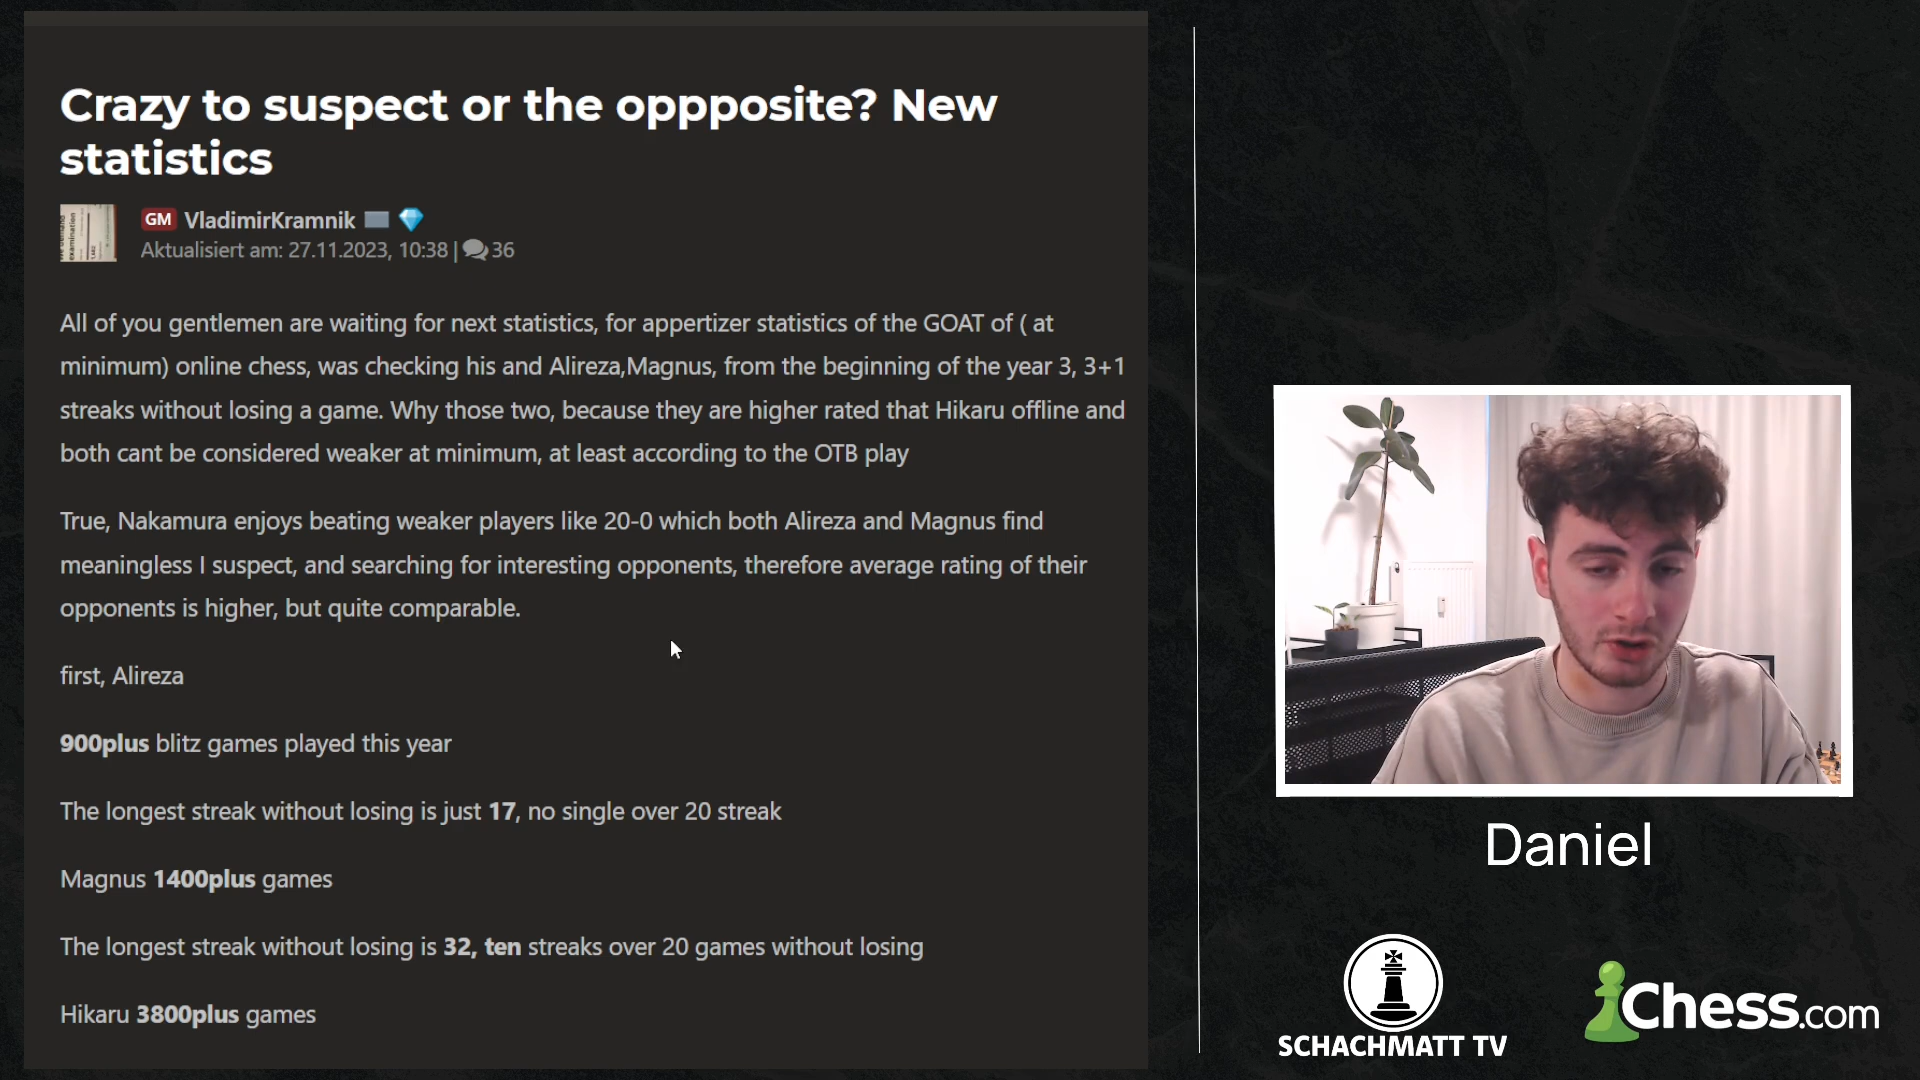 Crazy to suspect or the oppposite? New
statistics
GM VladimirKramnik
Aktualisiert am: 27.11.2023, 10:38 | 36
All of you gentlemen are waiting for next statistics, for appertizer statistics of the GOAT of ( at
minimum) online chess, was checking his and Alireza,Magnus, from the beginning of the year 3, 3+1
streaks without losing a game. Why those two, because they are higher rated that Hikaru offline and
both cant be considered weaker at minimum, at least according to the OTB play
True, Nakamura enjoys beating weaker players like 20-0 which both Alireza and Magnus find
meaningless I suspect, and searching for interesting opponents, therefore average rating of their
opponents is higher, but quite comparable.
first, Alireza
900plus blitz games played this year
The longest streak without losing is just 17, no single over 20 streak
Magnus 1400plus games
The longest streak without losing is 32, ten streaks over 20 games without losing
Hikaru 3800plus games
Daniel
SCHACHMATT TV
Chess.com